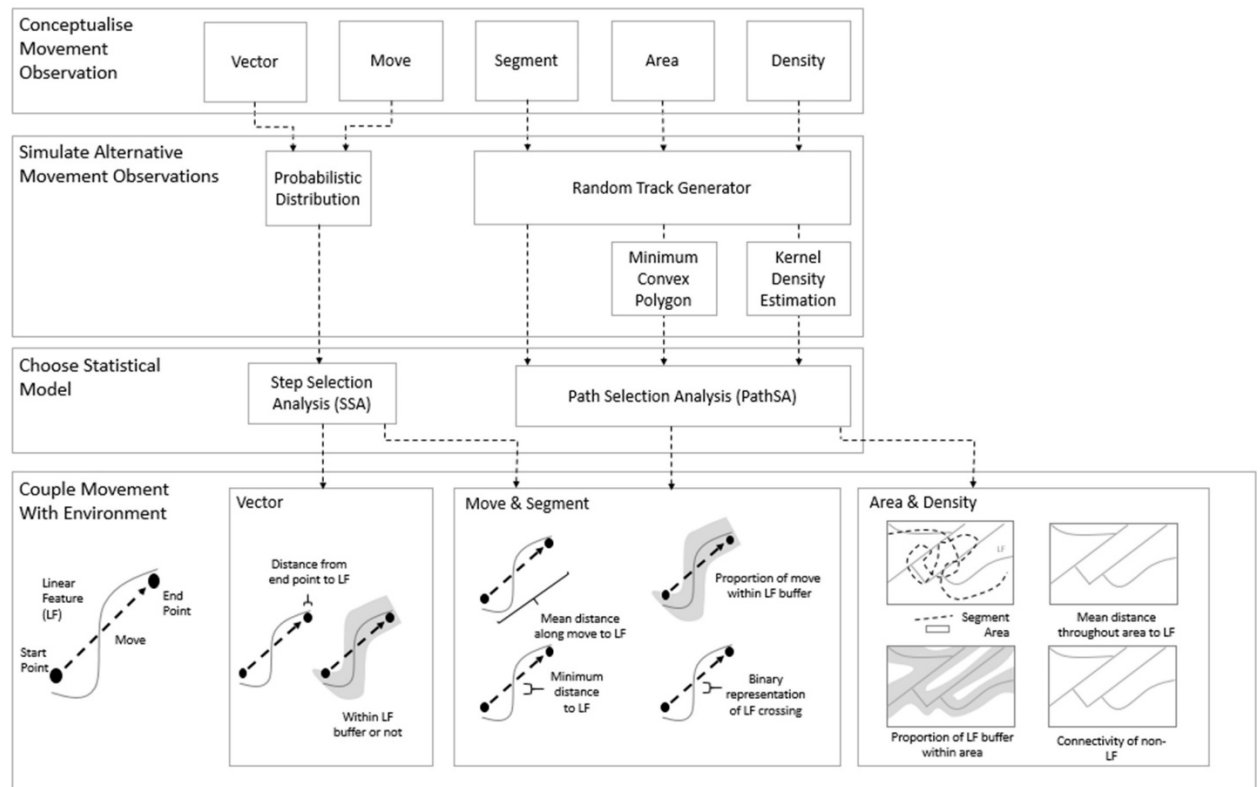 Conceptualise
Movement
Observation
Vector
Move
Segment
Area
Density
Simulate Alternative
Movement Observations
Probabilistic
Distribution
Random Track Generator
Minimum
Convex
Polygon
Kernel
Density
Estimation
Choose Statistical
Model
Step Selection
Analysis (SSA)
Path Selection Analysis (PathSA)
Couple Movement
With Environment
Linear
Feature
(LF)
End
Point
Move
Start
Point
Vector
Distance from
end point to LF
Within LF
buffer or not
Move & Segment
Mean distance
along move to LF
Proportion of move
within LF buffer
Minimum
distance
to LF
Binary
representation
of LF crossing
Area & Density
LF
Segment
Area
Mean distance
throughout area to LF
Proportion of LF buffer
within area
Connectivity of non-
LF